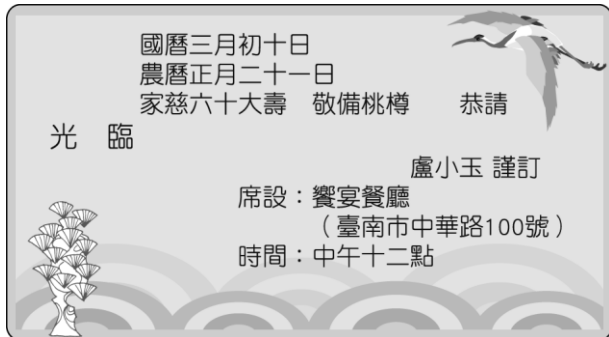 國曆三月初十日
農曆正月二十一日
家慈六十大壽　敬備桃樽　　恭請
光　臨
盧小玉 謹訂
席設：饗宴餐廳
（臺南市中華路100號）
時間：中午十二點